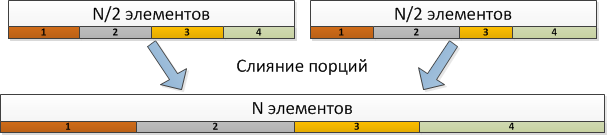 N/2 элементов N/2 элементов
1 2 3 4 1 2 3 4
Слияние порций
N элементов
1 2 3 4